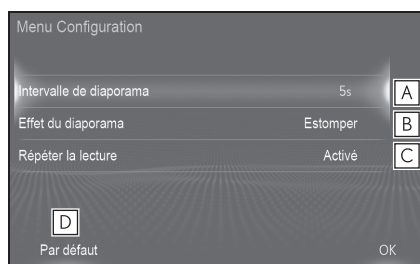 Menu Configuration
Intervalle de diaporama 5s A
Effet du diaporama Estomper B
Répéter la lecture Activé C
D
Par défaut OK